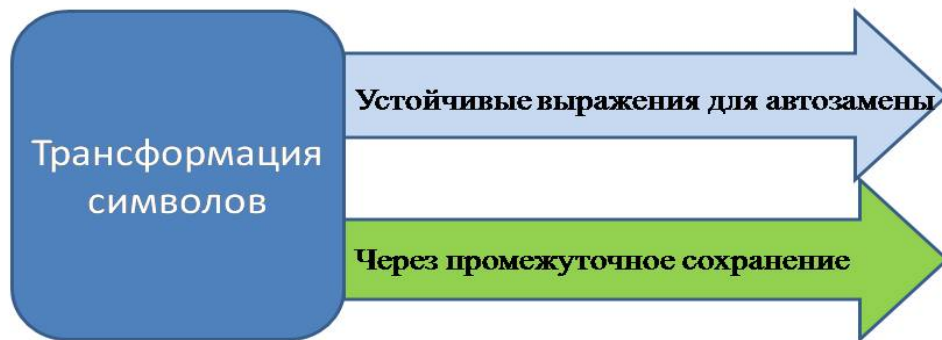 Трансформация
символов
Устойчивые выражения для автозамены
Через промежуточное сохранение